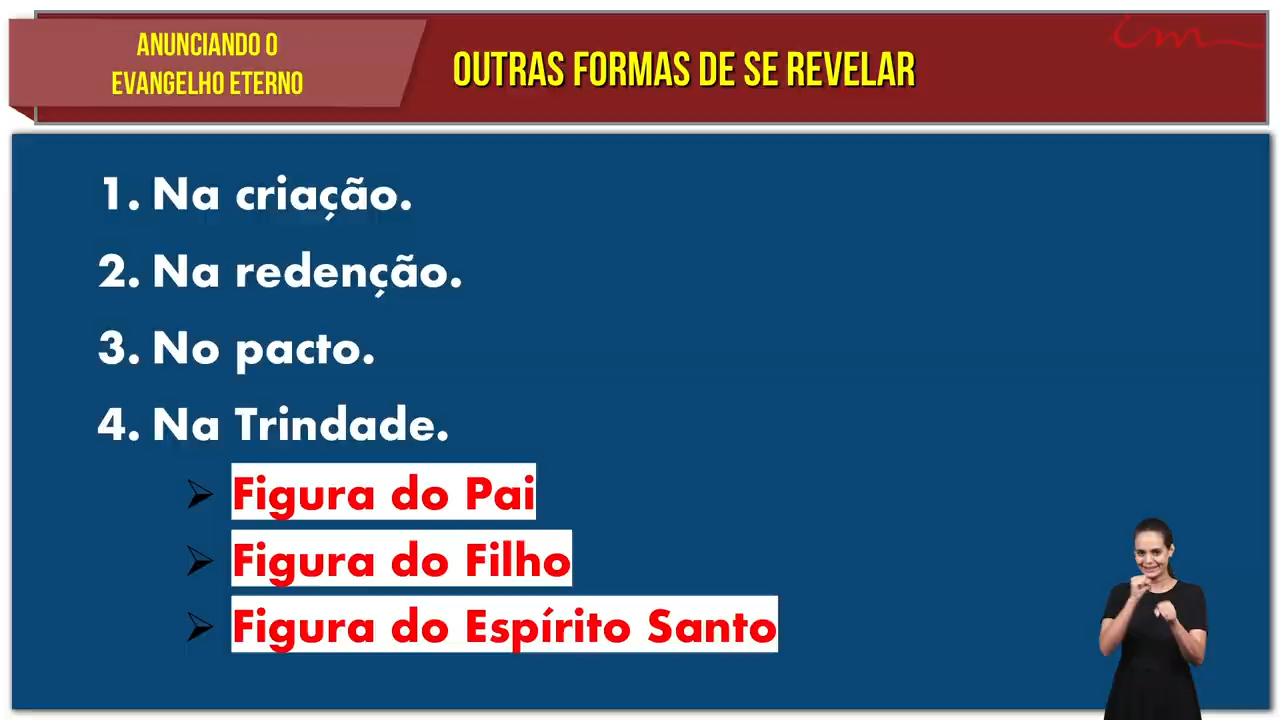 ANUNCIANDO O
EVANGELHO ETERNO
OUTRAS FORMAS DE SE REVELAR
1. Na criação.
2. Na redenção.
3. No pacto.
4. Na Trindade.
➢ Figura do Pai
➢ Figura do Filho
➢ Figura do Espírito Santo